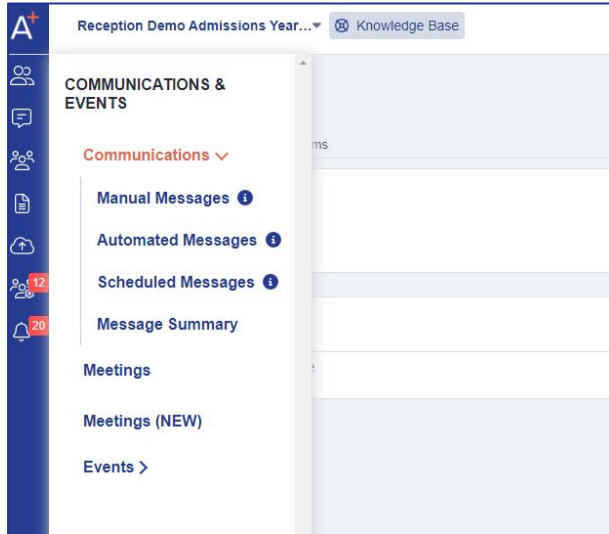 A+
Reception Demo Admissions Year... Knowledge Base
COMMUNICATIONS &
EVENTS
ms
Communications
Manual Messages
Automated Messages
Scheduled Messages
12
Message Summary
20
Meetings
e
Meetings (NEW)
Events